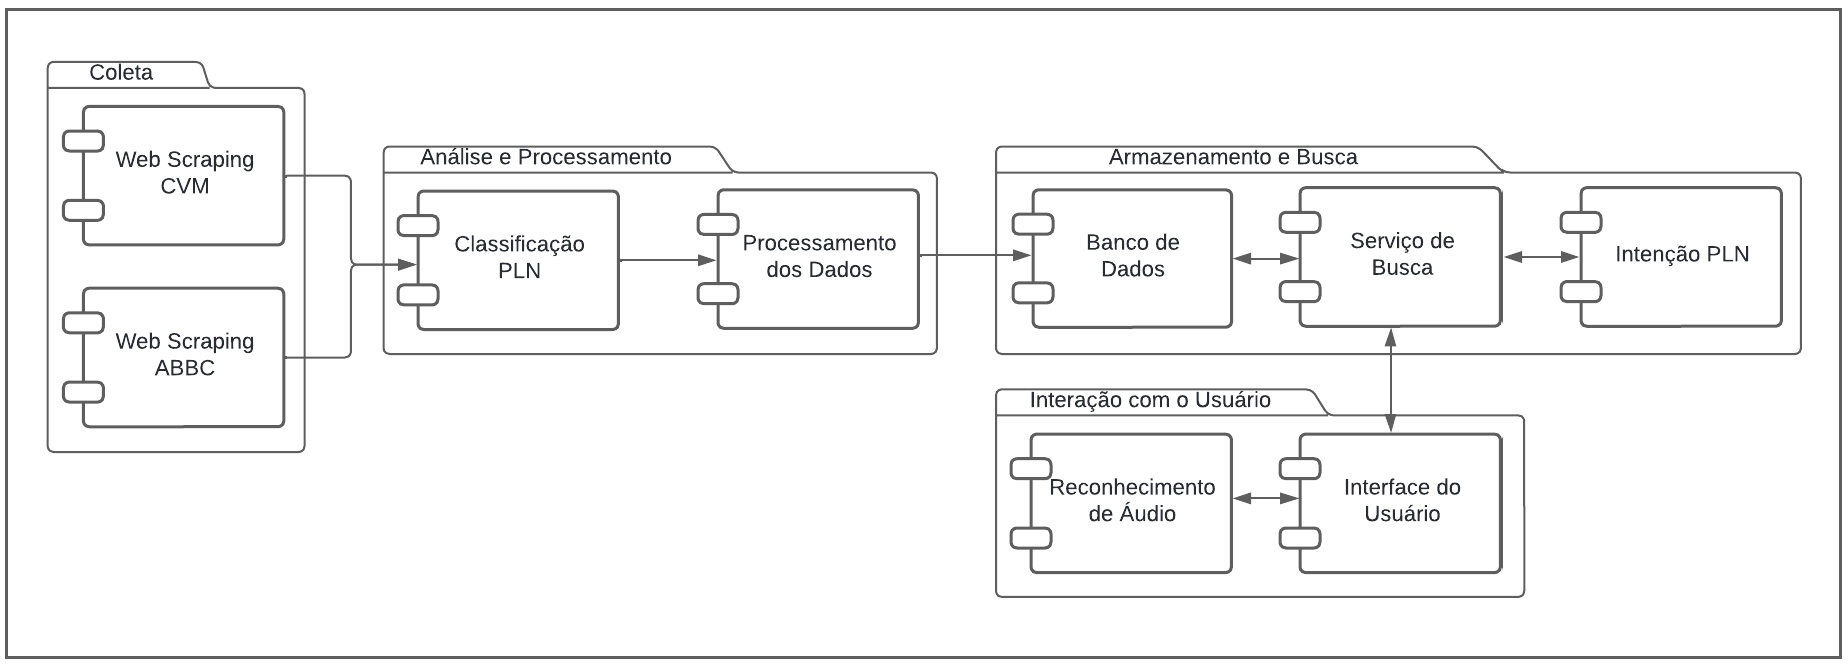 Coleta
Web Scraping
CVM
Web Scraping
ABBC
Análise e Processamento
Classificação
PLN
Processamento
dos Dados
Armazenamento e Busca
Banco de
Dados
Serviço de
Busca
Intenção PLN
Interação com o Usuário
Reconhecimento
de Áudio
Interface do
Usuário